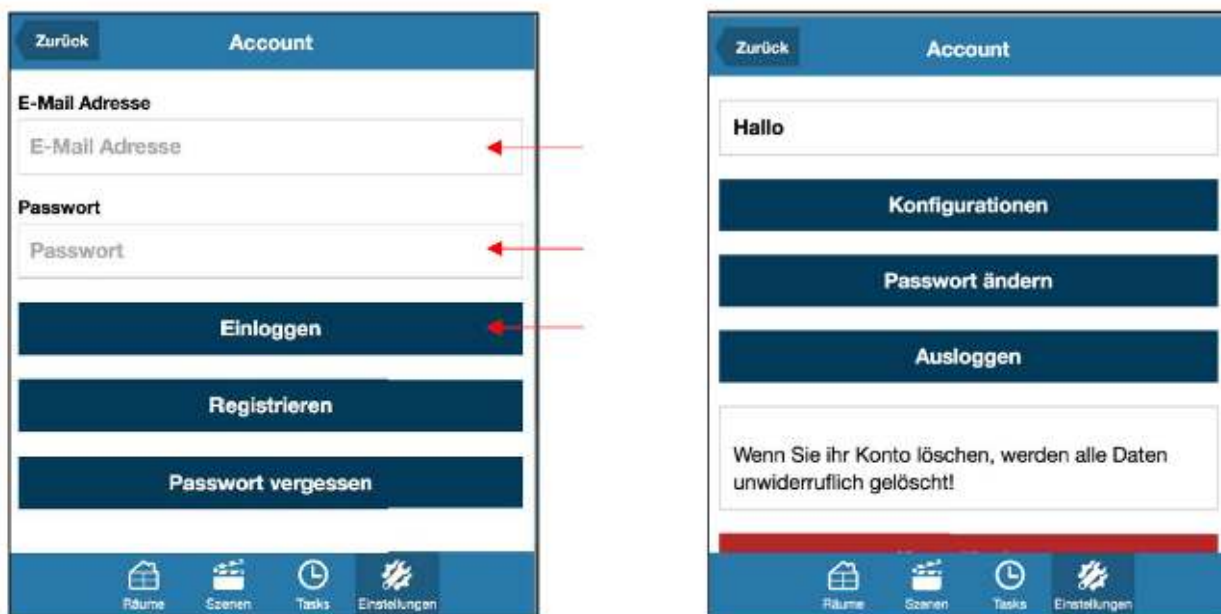 Zurück
Account
E-Mail Adresse
E-Mail Adresse
Passwort
Passwort
Einloggen
Registrieren
Passwort vergessen
Räume
Szenen
Tasks
Einstellungen
Zurück
Account
Hallo
Konfigurationen
Passwort ändern
Ausloggen
Wenn Sie ihr Konto löschen, werden alle Daten
unwiderruflich gelöscht!
Räume
Szenen
Tasks
Einstellungen